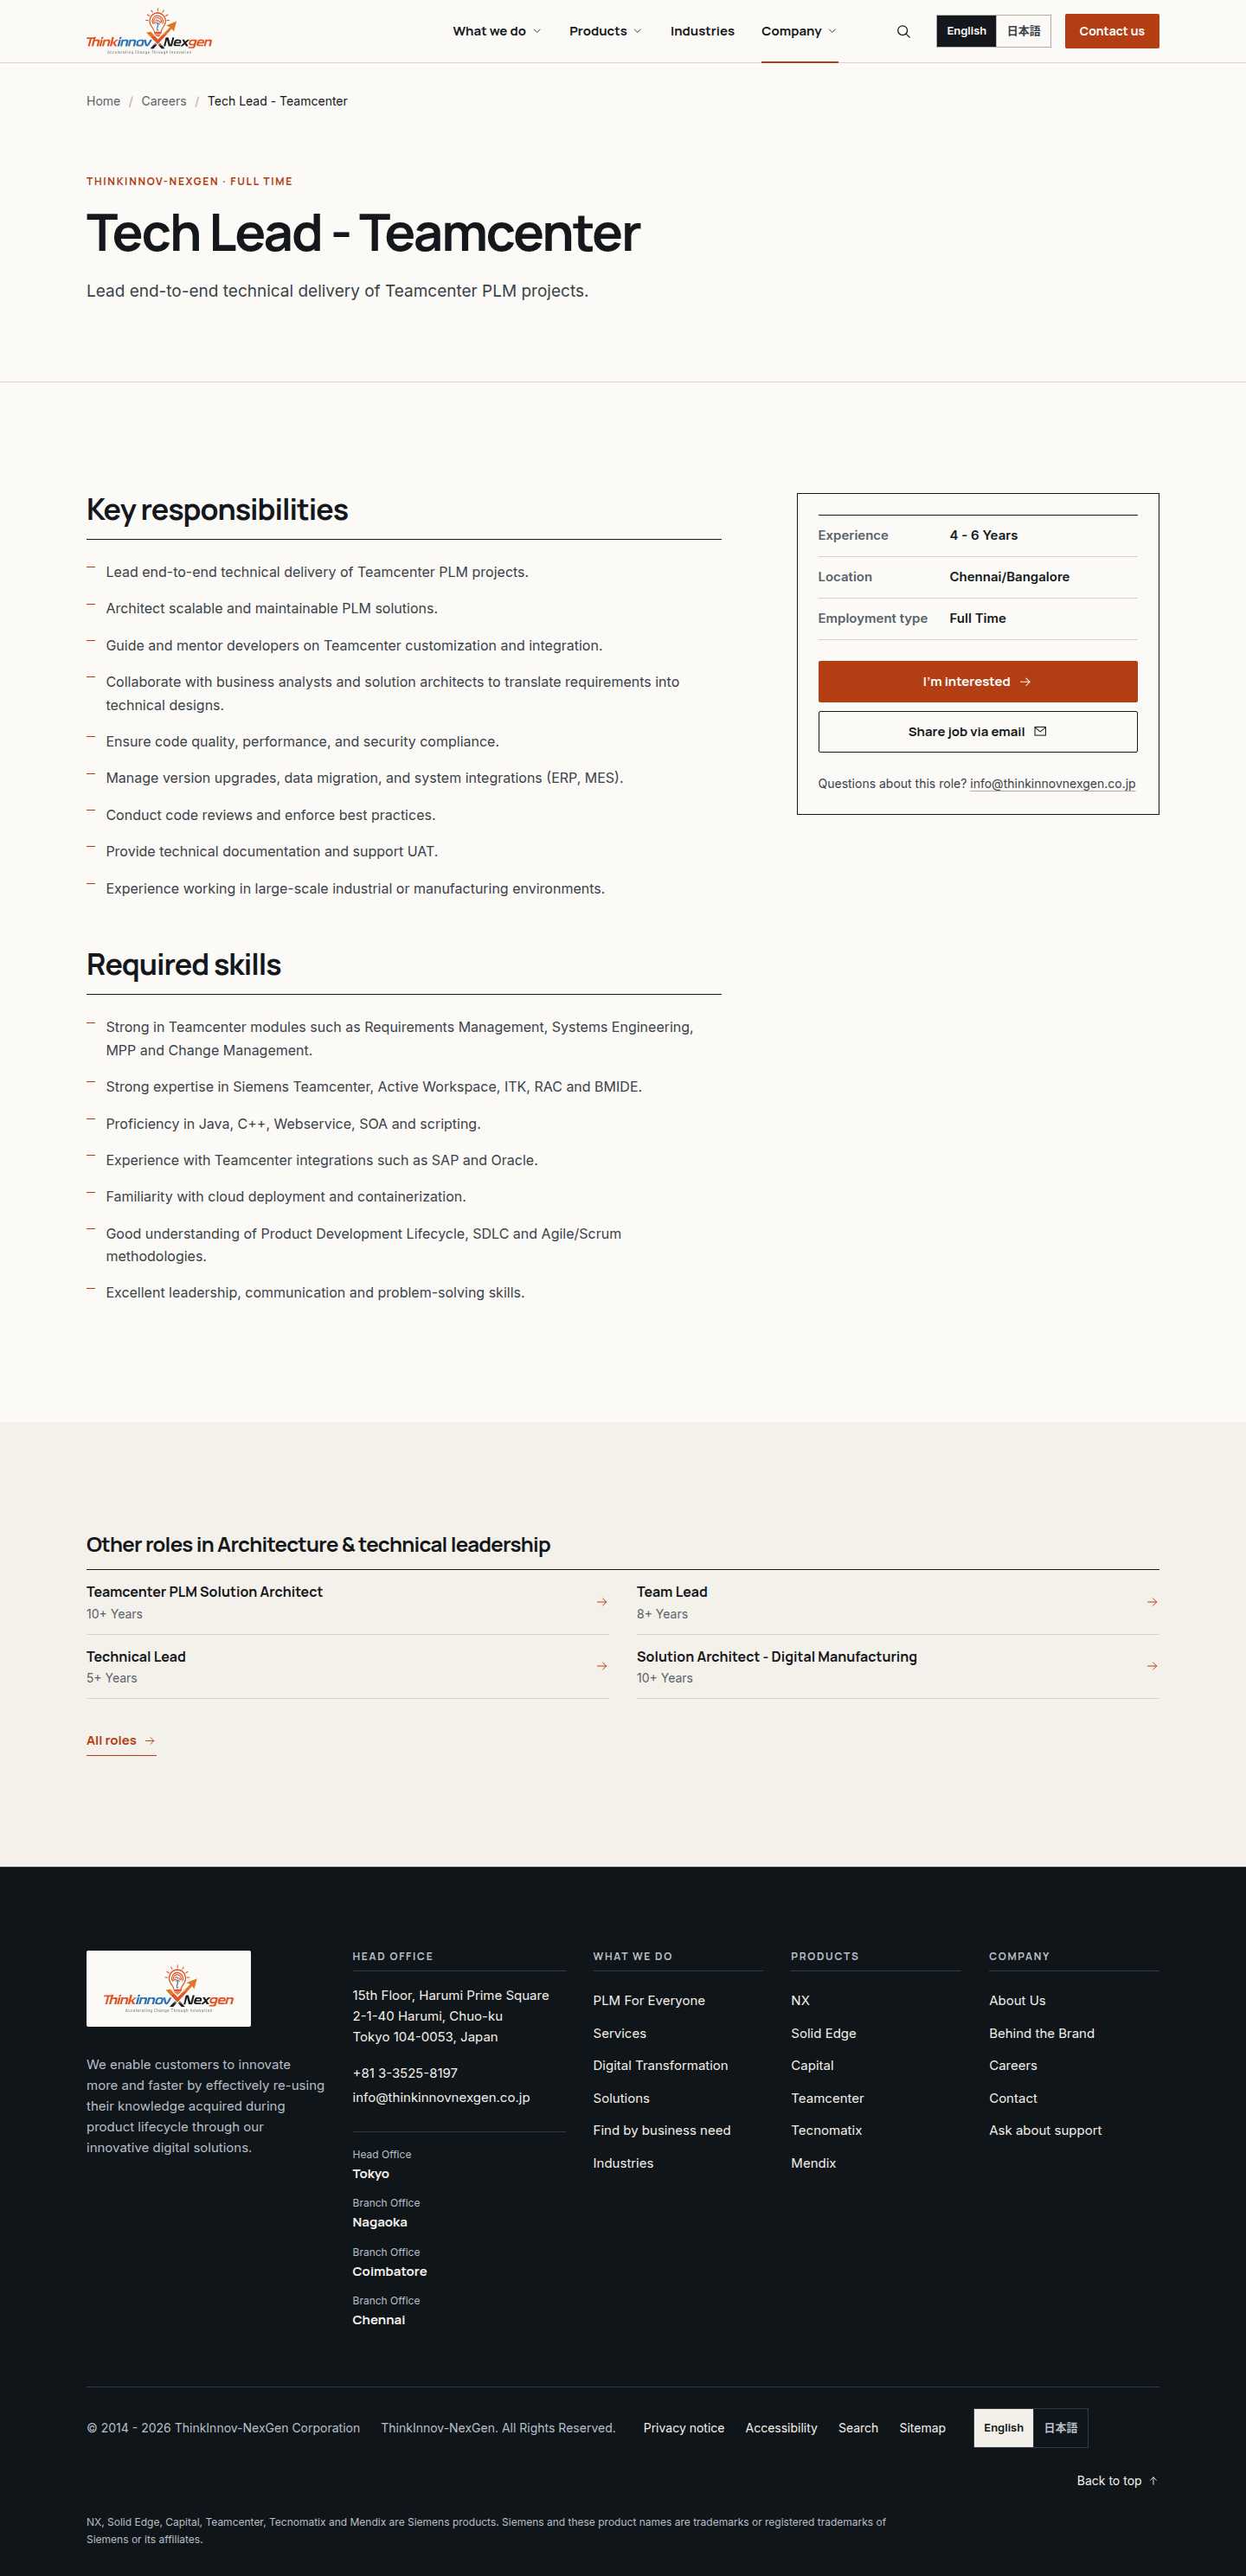 ThinkinnovXNexgen
Accelerating Change Through Innovation
What we do
Products
Industries
Company
English
日本語
Contact us
Home / Careers / Tech Lead - Teamcenter
THINKINNOV-NEXGEN · FULL TIME
Tech Lead - Teamcenter
Lead end-to-end technical delivery of Teamcenter PLM projects.
Key responsibilities
Lead end-to-end technical delivery of Teamcenter PLM projects.
Architect scalable and maintainable PLM solutions.
Guide and mentor developers on Teamcenter customization and integration.
Collaborate with business analysts and solution architects to translate requirements into
technical designs.
Ensure code quality, performance, and security compliance.
Manage version upgrades, data migration, and system integrations (ERP, MES).
Conduct code reviews and enforce best practices.
Provide technical documentation and support UAT.
Experience working in large-scale industrial or manufacturing environments.
Experience 4 - 6 Years
Location Chennai/Bangalore
Employment type Full Time
I'm interested →
Share job via email
Questions about this role? info@thinkinnovnexgen.co.jp
Required skills
Strong in Teamcenter modules such as Requirements Management, Systems Engineering,
MPP and Change Management.
Strong expertise in Siemens Teamcenter, Active Workspace, ITK, RAC and BMIDE.
Proficiency in Java, C++, Webservice, SOA and scripting.
Experience with Teamcenter integrations such as SAP and Oracle.
Familiarity with cloud deployment and containerization.
Good understanding of Product Development Lifecycle, SDLC and Agile/Scrum
methodologies.
Excellent leadership, communication and problem-solving skills.
Other roles in Architecture & technical leadership
Teamcenter PLM Solution Architect
10+ Years
Team Lead
8+ Years
Technical Lead
5+ Years
Solution Architect - Digital Manufacturing
10+ Years
All roles →
ThinkinnovXNexgen
Accelerating Change Through Innovation
We enable customers to innovate
more and faster by effectively re-using
their knowledge acquired during
product lifecycle through our
innovative digital solutions.
HEAD OFFICE
15th Floor, Harumi Prime Square
2-1-40 Harumi, Chuo-ku
Tokyo 104-0053, Japan
+81 3-3525-8197
info@thinkinnovnexgen.co.jp
Head Office
Tokyo
Branch Office
Nagaoka
Branch Office
Coimbatore
Branch Office
Chennai
WHAT WE DO
PLM For Everyone
Services
Digital Transformation
Solutions
Find by business need
Industries
PRODUCTS
NX
Solid Edge
Capital
Teamcenter
Tecnomatix
Mendix
COMPANY
About Us
Behind the Brand
Careers
Contact
Ask about support
© 2014 - 2026 ThinkInnov-NexGen Corporation
ThinkInnov-NexGen. All Rights Reserved.
Privacy notice
Accessibility
Search
Sitemap
English
日本語
Back to top ↑
NX, Solid Edge, Capital, Teamcenter, Tecnomatix and Mendix are Siemens products. Siemens and these product names are trademarks or registered trademarks of
Siemens or its affiliates.